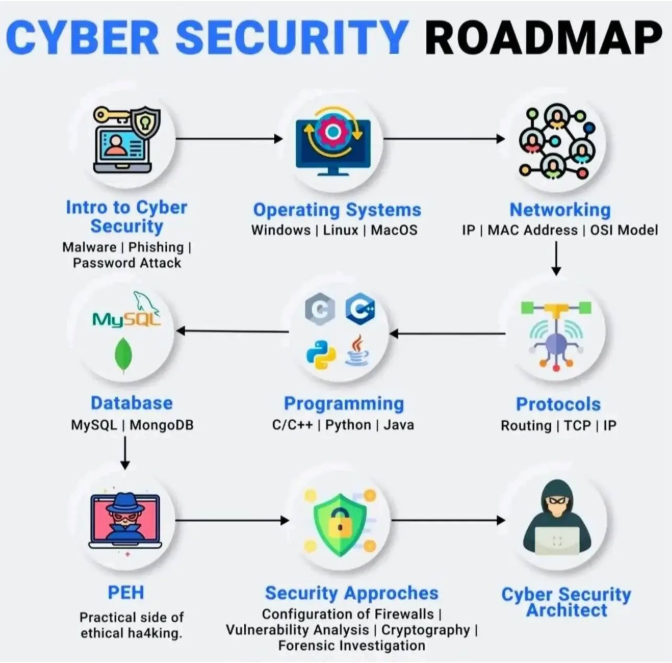 CYBER SECURITY ROADMAP
Intro to Cyber
Security
Malware | Phishing |
Password Attack
Operating Systems
Windows | Linux | MacOS
Networking
IP | MAC Address | OSI Model
Protocols
Routing | TCP | IP
C
C++
Java
Programming
C/C++ | Python | Java
MySQL
Database
MySQL | MongoDB
PEH
Practical side of
ethical ha4king.
Security Approches
Configuration of Firewalls |
Vulnerability Analysis | Cryptography |
Forensic Investigation
Cyber Security
Architect